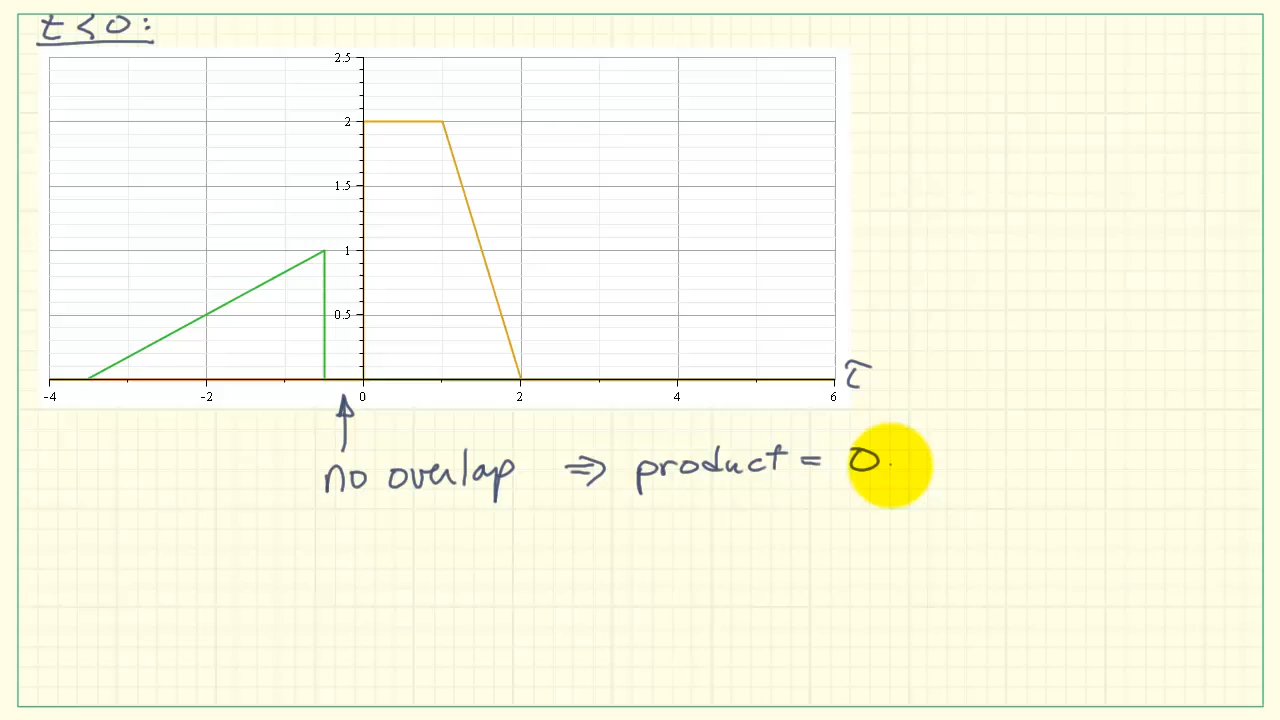 t < 0 :
2.5
2
1.5
1
0.5
-4 -2 0 2 4 6 τ
no overlap ⇒ product = 0.